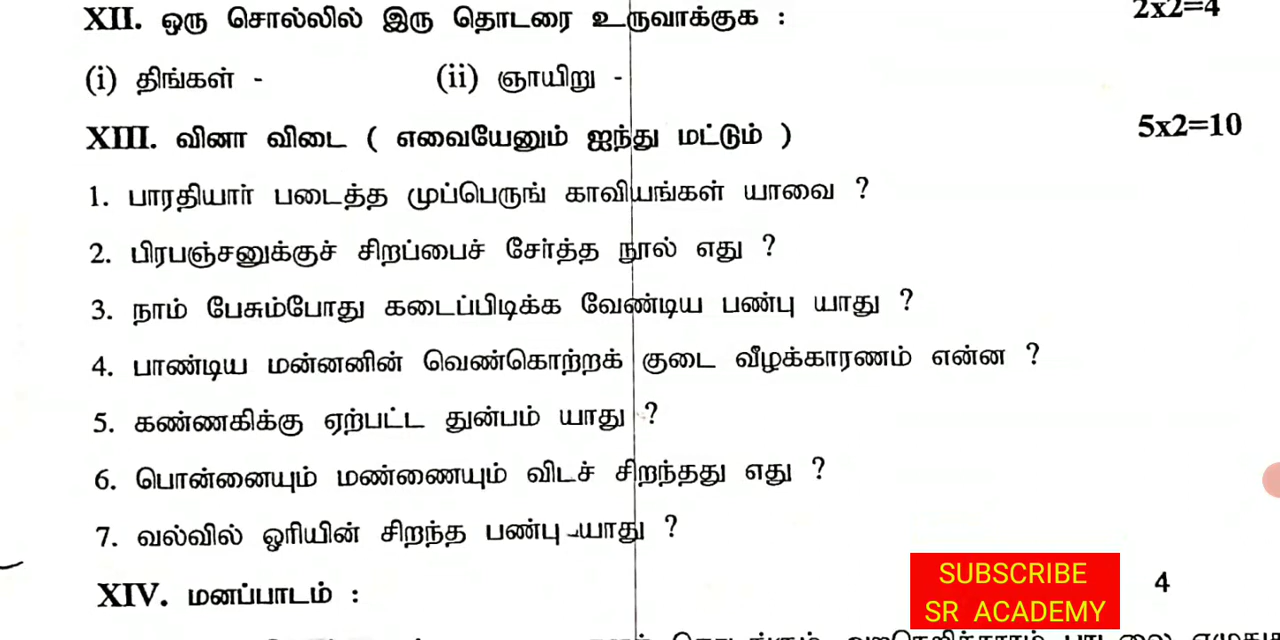 XII. ஒரு சொல்லில் இரு தொடரை உருவாக்குக : 2x2=4
(i) திங்கள் - (ii) ஞாயிறு -
XIII. வினா விடை ( எவையேனும் ஐந்து மட்டும் ) 5x2=10
1. பாரதியார் படைத்த முப்பெருங் காவியங்கள் யாவை ?
2. பிரபஞ்சனுக்குச் சிறப்பைச் சேர்த்த நூல் எது ?
3. நாம் பேசும்போது கடைப்பிடிக்க வேண்டிய பண்பு யாது ?
4. பாண்டிய மன்னனின் வெண்கொற்றக் குடை வீழக்காரணம் என்ன ?
5. கண்ணகிக்கு ஏற்பட்ட துன்பம் யாது ?
6. பொன்னையும் மண்ணையும் விடச் சிறந்தது எது ?
7. வல்வில் ஓரியின் சிறந்த பண்பு யாது ?
XIV. மனப்பாடம் : 4
SUBSCRIBE
SR ACADEMY